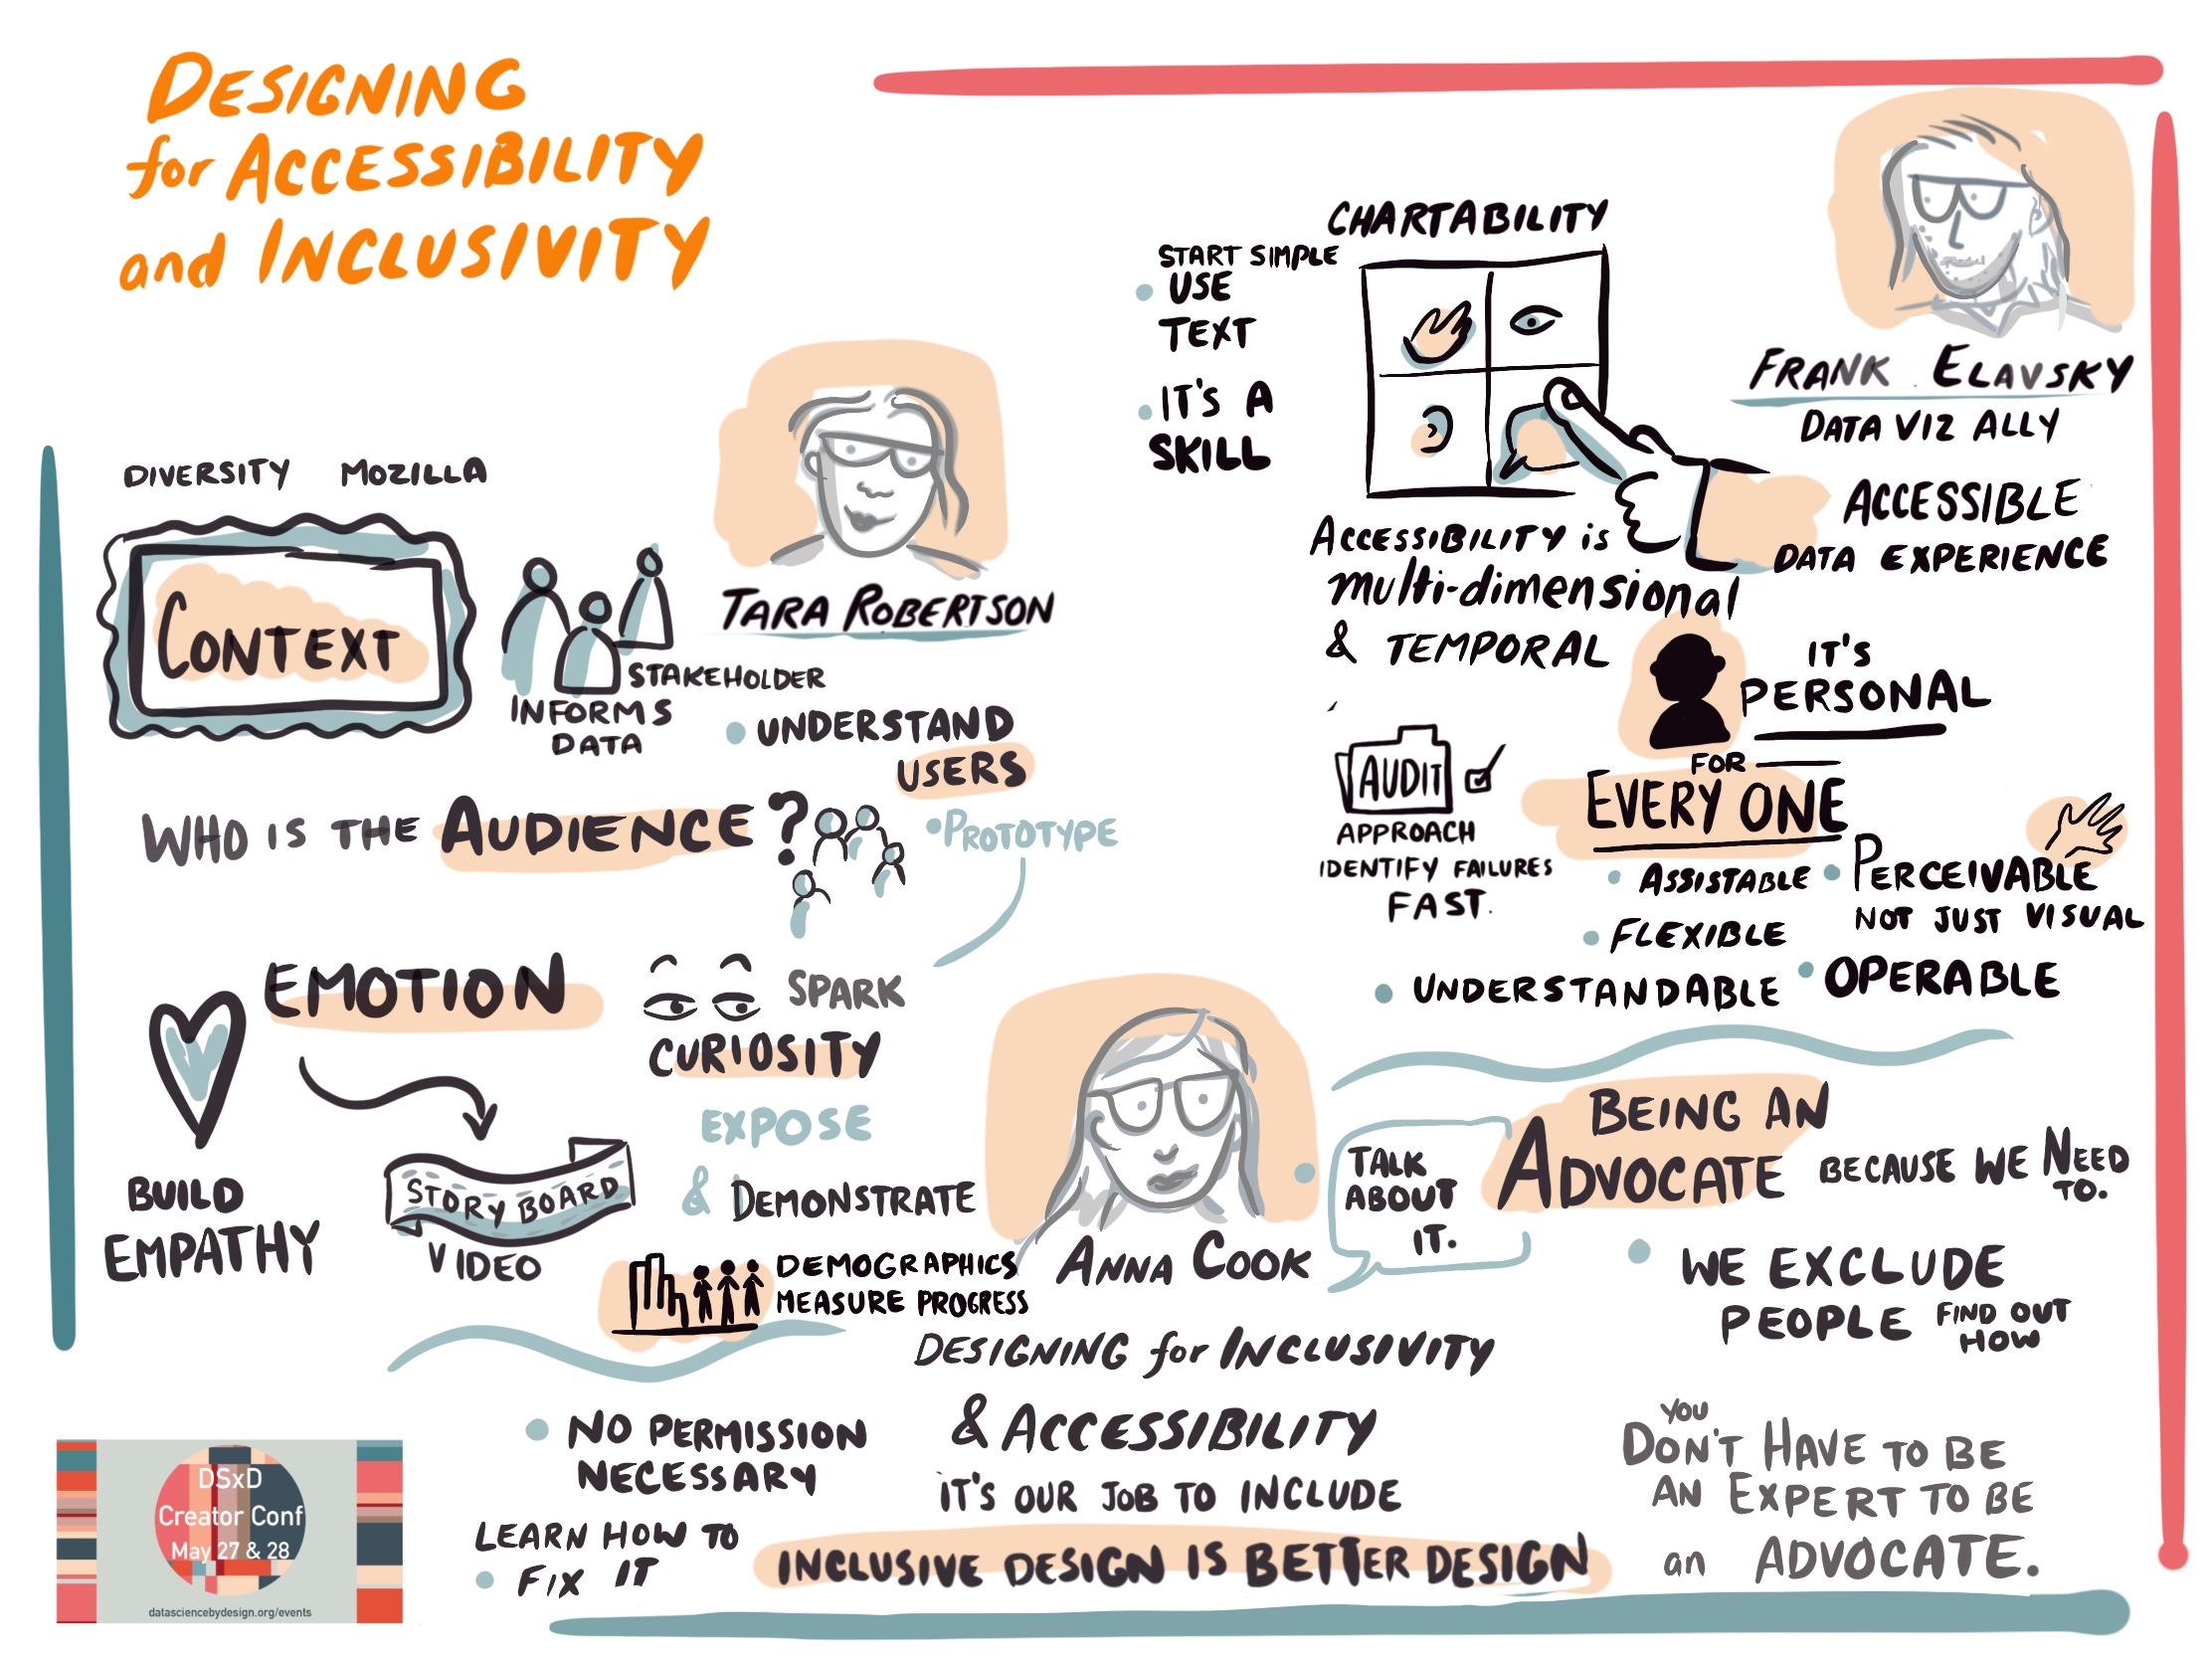 DESIGNING
for ACCESSIBILITY
and INCLUSIVITY
DIVERSITY MOZILLA
CONTEXT
STAKEHOLDER
INFORMS
DATA
TARA ROBERTSON
UNDERSTAND
USERS
PROTOTYPE
WHO IS THE AUDIENCE?
EMOTION
BUILD
EMPATHY
STORY BOARD
VIDEO
SPARK
CURIOSITY
EXPOSE
& DEMONSTRATE
DEMOGRAPHICS
MEASURE PROGRESS
CHARTABILITY
START SIMPLE
USE
TEXT
IT'S A
SKILL
FRANK ELAVSKY
DATA VIZ ALLY
ACCESSIBLE
DATA EXPERIENCE
ACCESSIBILITY is
multi-dimensional
& TEMPORAL
IT'S
PERSONAL
FOR
EVERY ONE
AUDIT
APPROACH
IDENTIFY FAILURES
FAST.
ASSISTABLE
FLEXIBLE
UNDERSTANDABLE
PERCEIVABLE
NOT JUST VISUAL
OPERABLE
ANNA COOK
TALK
ABOUT
IT.
BEING AN
ADVOCATE BECAUSE WE NEED
TO.
WE EXCLUDE
PEOPLE FIND OUT
HOW
DESIGNING for INCLUSIVITY
& ACCESSIBILITY
IT'S OUR JOB TO INCLUDE
INCLUSIVE DESIGN IS BETTER DESIGN
NO PERMISSION
NECESSARY
LEARN HOW TO
FIX IT
YOU
DON'T HAVE TO BE
AN EXPERT TO BE
an ADVOCATE.
DSxD
Creator Conf
May 27 & 28
datasciencebydesign.org/events